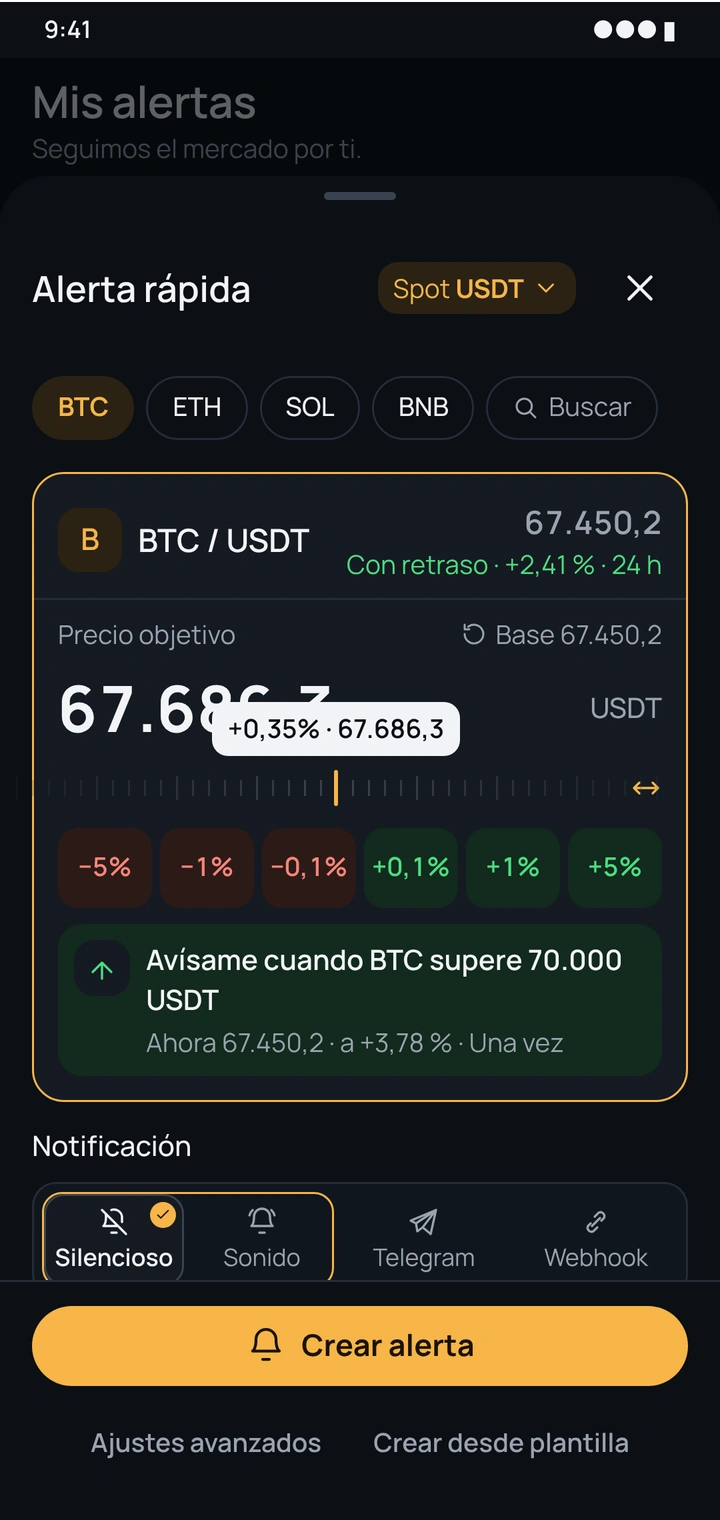 9:41
Mis alertas
Seguimos el mercado por ti.
Alerta rápida
Spot USDT
BTC
ETH
SOL
BNB
Buscar
B
BTC / USDT
67.450,2
Con retraso · +2,41 % · 24 h
Precio objetivo
Base 67.450,2
67.686,3
USDT
+0,35% · 67.686,3
−5%
−1%
−0,1%
+0,1%
+1%
+5%
Avísame cuando BTC supere 70.000
USDT
Ahora 67.450,2 · a +3,78 % · Una vez
Notificación
Silencioso
Sonido
Telegram
Webhook
Crear alerta
Ajustes avanzados
Crear desde plantilla